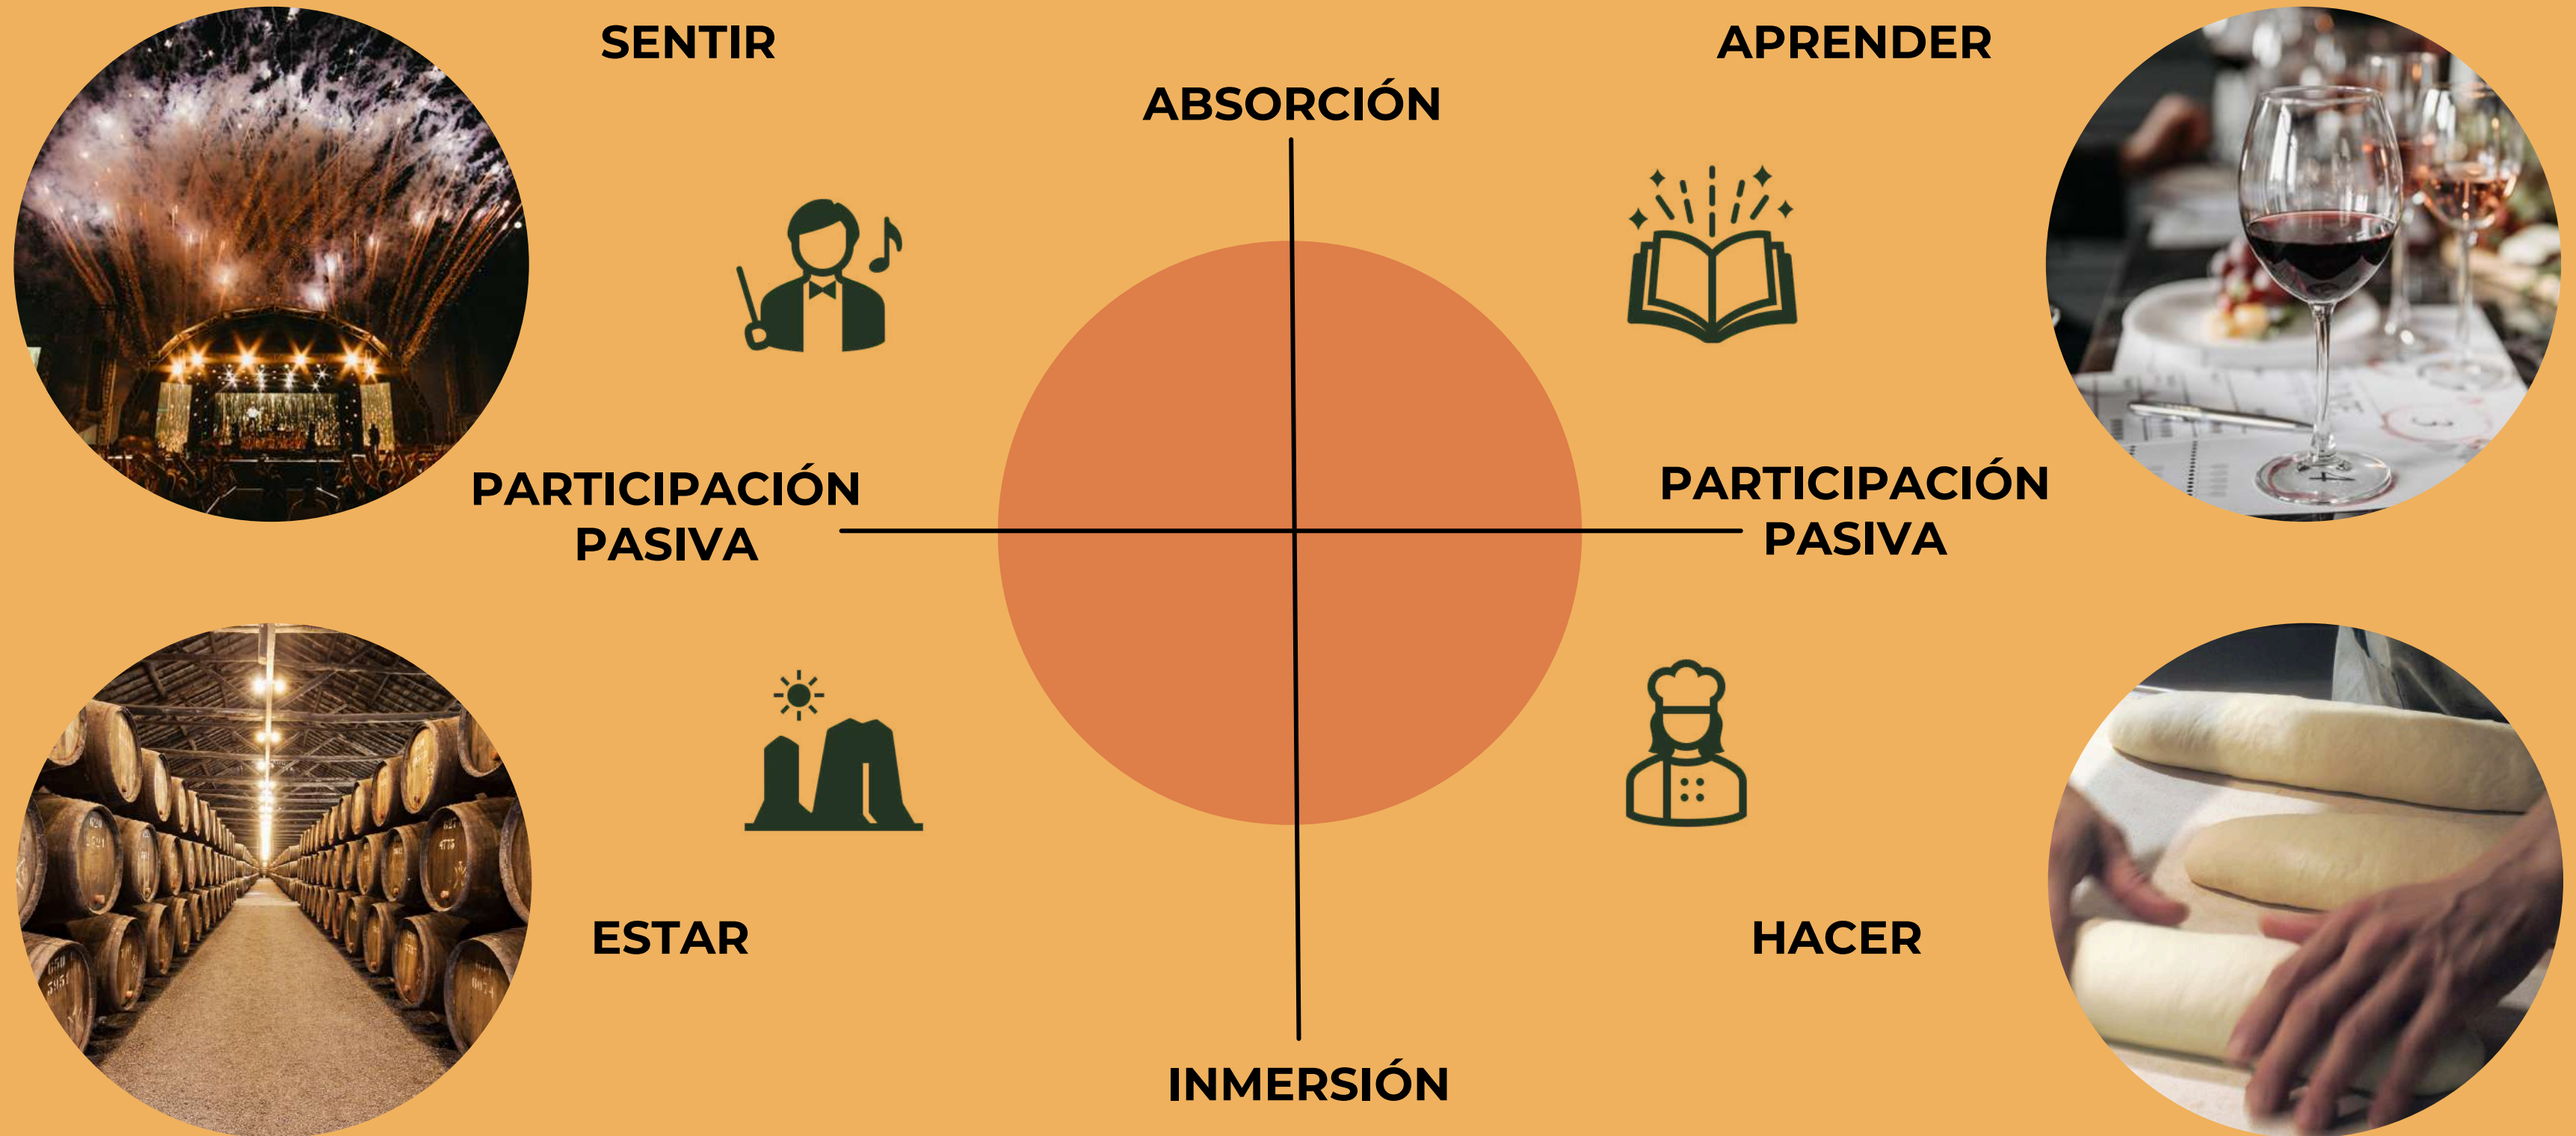 SENTIR
APRENDER
ABSORCIÓN
PARTICIPACIÓN
PASIVA
PARTICIPACIÓN
PASIVA
ESTAR
HACER
INMERSIÓN